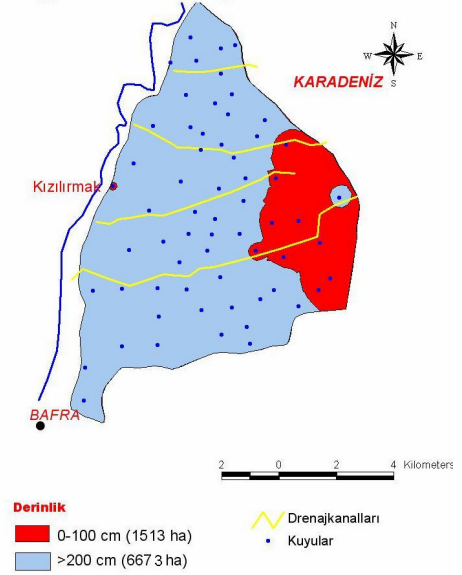 N
W E
S
KARADENİZ
Kızılırmak
BAFRA
2 0 2 4 Kilometers
Derinlik
0-100 cm (1513 ha)
>200 cm (6673 ha)
Drenajkanalları
Kuyular